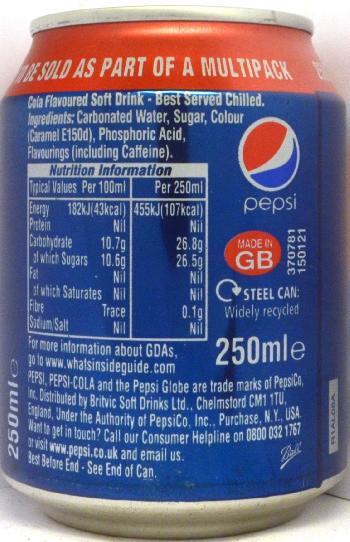 TO BE SOLD AS PART OF A MULTIPACK
Cola Flavoured Soft Drink - Best Served Chilled.
Ingredients: Carbonated Water, Sugar, Colour
(Caramel E150d), Phosphoric Acid,
Flavourings (including Caffeine).
Nutrition Information
Typical Values Per 100ml Per 250ml
Energy 182kJ(43kcal) 455kJ(107kcal)
Protein Nil Nil
Carbohydrate 10.7g 26.8g
of which Sugars 10.6g 26.5g
Fat Nil Nil
of which Saturates Nil Nil
Fibre Trace 0.1g
Sodium/Salt Nil Nil
pepsi
MADE IN
GB
370781
150121
STEEL CAN:
Widely recycled
250ml e
For more information about GDAs,
go to www.whatsinsideguide.com
PEPSI, PEPSI-COLA and the Pepsi Globe are trade marks of PepsiCo,
Inc. Distributed by Britvic Soft Drinks Ltd., Chelmsford CM1 1TU,
England, Under the Authority of PepsiCo, Inc., Purchase, N.Y., USA.
Want to get in touch? Call our Consumer Helpline on 0800 032 1767
or visit www.pepsi.co.uk and email us.
Best Before End - See End of Can.
250ml e
R1AL08A